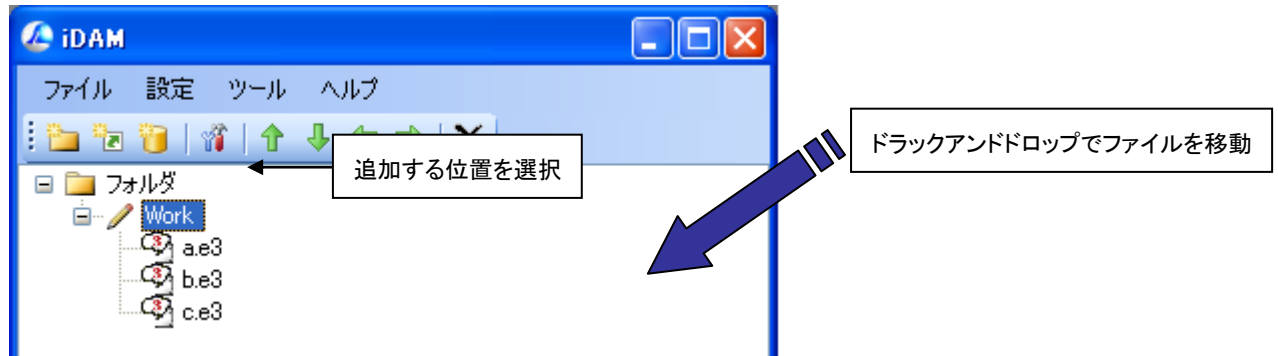 iDAM
ファイル 設定 ツール ヘルプ
追加する位置を選択
ドラックアンドドロップでファイルを移動
フォルダ
Work
a.e3
b.e3
c.e3